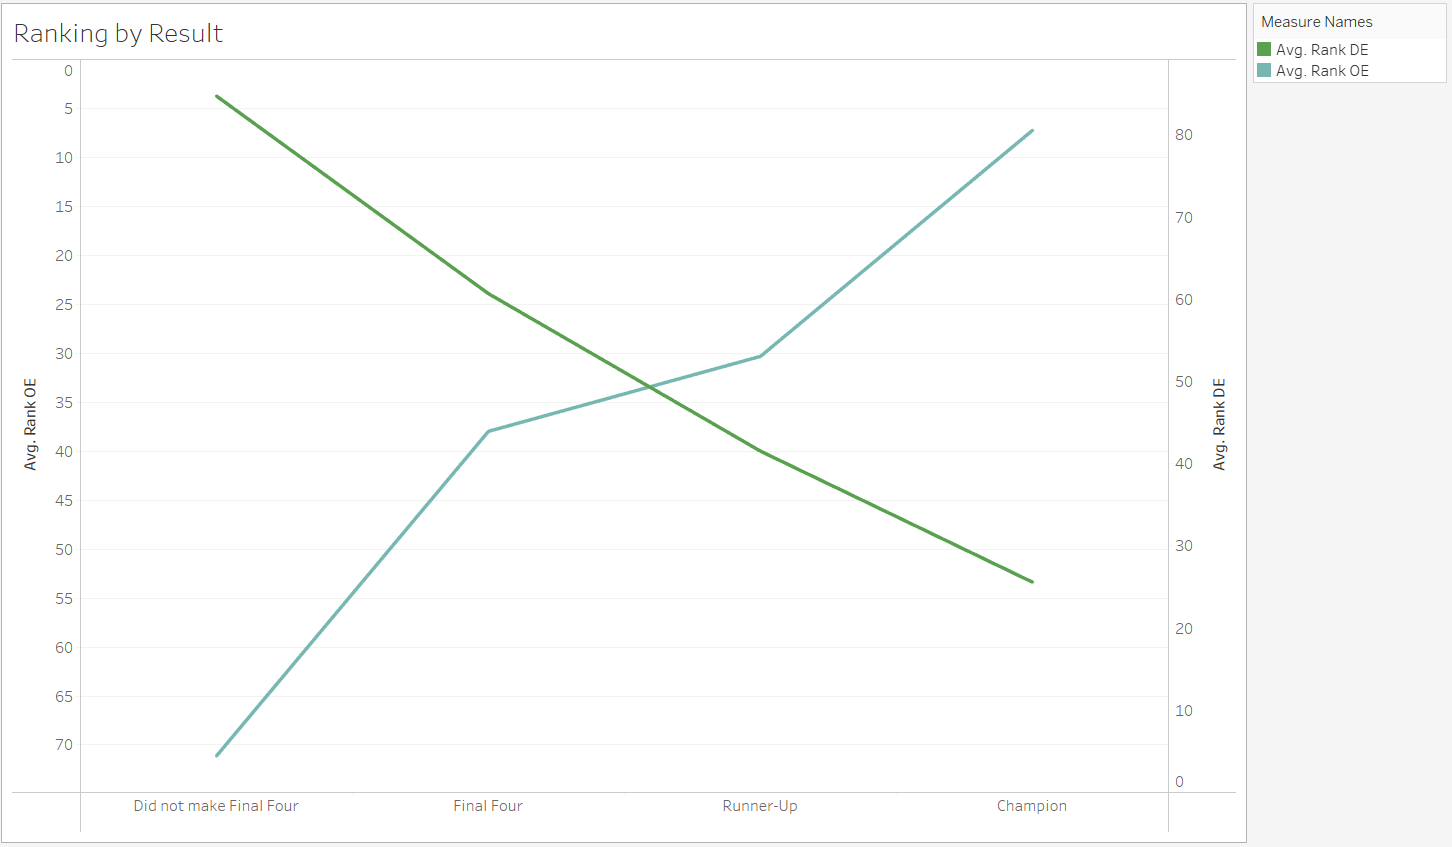 Ranking by Result
Measure Names
Avg. Rank DE
Avg. Rank OE
Avg. Rank OE
0
5
10
15
20
25
30
35
40
45
50
55
60
65
70
80
70
60
50
40
30
20
10
0
Avg. Rank DE
Did not make Final Four
Final Four
Runner-Up
Champion